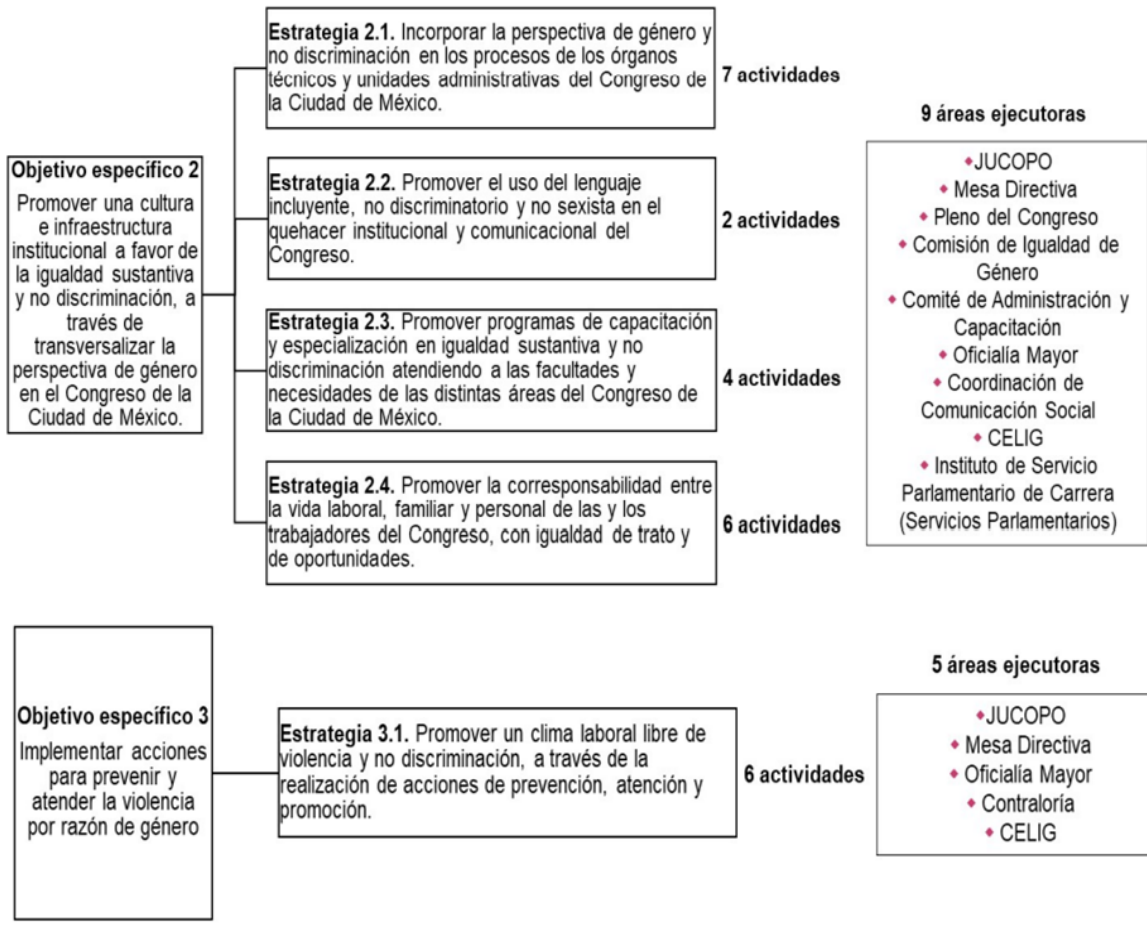 Objetivo específico 2
Promover una cultura
e infraestructura
institucional a favor de
la igualdad sustantiva
y no discriminación, a
través de
transversalizar la
perspectiva de género
en el Congreso de la
Ciudad de México.
Estrategia 2.1. Incorporar la perspectiva de género y
no discriminación en los procesos de los órganos
técnicos y unidades administrativas del Congreso de
la Ciudad de México.
7 actividades
Estrategia 2.2. Promover el uso del lenguaje
incluyente, no discriminatorio y no sexista en el
quehacer institucional y comunicacional del
Congreso.
2 actividades
Estrategia 2.3. Promover programas de capacitación
y especialización en igualdad sustantiva y no
discriminación atendiendo a las facultades y
necesidades de las distintas áreas del Congreso de
la Ciudad de México.
4 actividades
Estrategia 2.4. Promover la corresponsabilidad entre
la vida laboral, familiar y personal de las y los
trabajadores del Congreso, con igualdad de trato y
de oportunidades.
6 actividades
9 áreas ejecutoras
♦JUCOPO
♦ Mesa Directiva
♦ Pleno del Congreso
♦ Comisión de Igualdad de
Género
♦ Comité de Administración y
Capacitación
♦ Oficialía Mayor
♦ Coordinación de
Comunicación Social
♦ CELIG
♦ Instituto de Servicio
Parlamentario de Carrera
(Servicios Parlamentarios)
Objetivo específico 3
Implementar acciones
para prevenir y
atender la violencia
por razón de género
Estrategia 3.1. Promover un clima laboral libre de
violencia y no discriminación, a través de la
realización de acciones de prevención, atención y
promoción.
6 actividades
5 áreas ejecutoras
♦JUCOPO
♦ Mesa Directiva
♦ Oficialía Mayor
♦ Contraloría
♦ CELIG